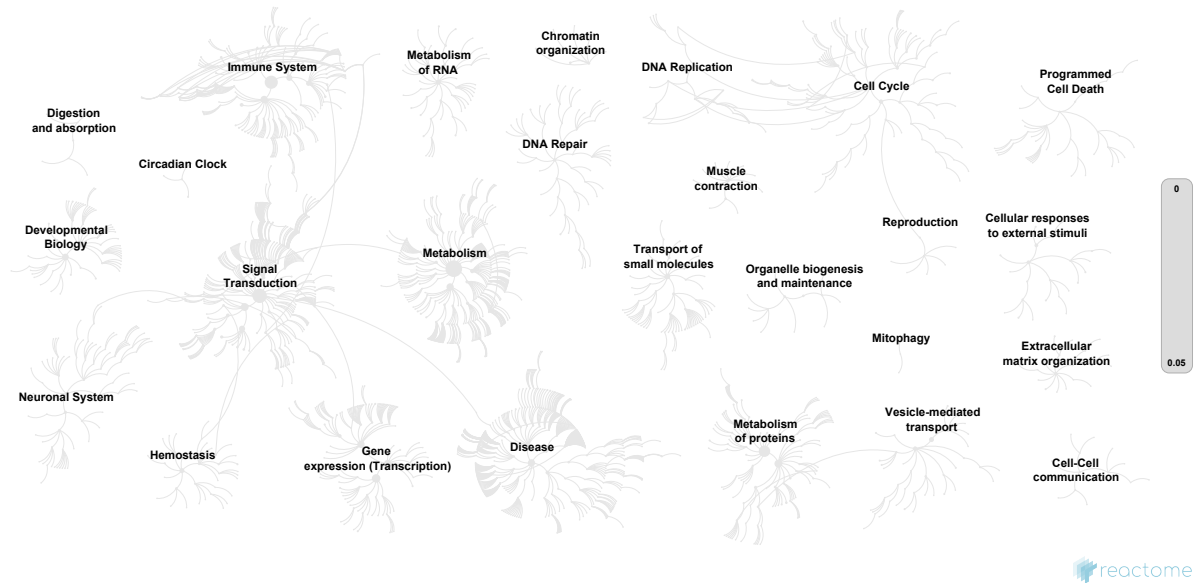 Immune System
Metabolism
of RNA
Chromatin
organization
DNA Replication
Cell Cycle
Programmed
Cell Death
Digestion
and absorption
Circadian Clock
DNA Repair
Muscle
contraction
Developmental
Biology
Signal
Transduction
Metabolism
Transport of
small molecules
Organelle biogenesis
and maintenance
Reproduction
Cellular responses
to external stimuli
0
Mitophagy
Extracellular
matrix organization
0.05
Neuronal System
Hemostasis
Gene
expression (Transcription)
Disease
Metabolism
of proteins
Vesicle-mediated
transport
Cell-Cell
communication
reactome